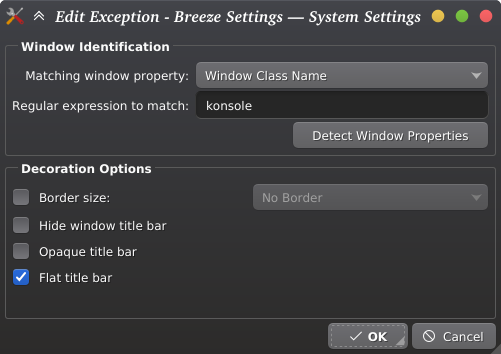 Edit Exception - Breeze Settings — System Settings
Window Identification
Matching window property: Window Class Name
Regular expression to match: konsole
Detect Window Properties
Decoration Options
Border size: No Border
Hide window title bar
Opaque title bar
Flat title bar
OK Cancel